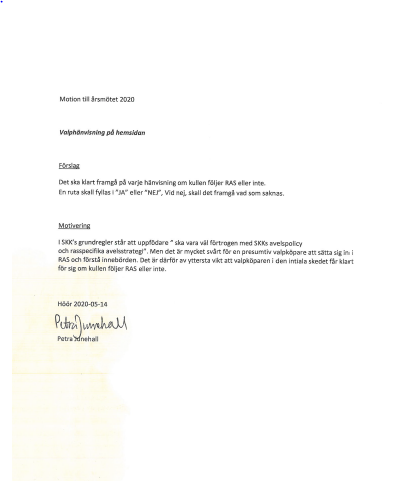 Motion till årsmötet 2020
Valphänvisning på hemsidan
Förslag
Det ska klart framgå på varje hänvisning om kullen följer RAS eller inte.
En ruta skall fyllas i "JA" eller "NEJ", Vid nej, skall det framgå vad som saknas.
Motivering
I SKK's grundregler står att uppfödare " ska vara väl förtrogen med SKKs avelspolicy
och rasspecifika avelsstrategi". Men det är mycket svårt för en presumtiv valpköpare att sätta sig in i
RAS och förstå innebörden. Det är därför av yttersta vikt att valpköparen i den intiala skedet får klart
för sig om kullen följer RAS eller inte.
Höör 2020-05-14
Petra Junehall
Petra Junehall